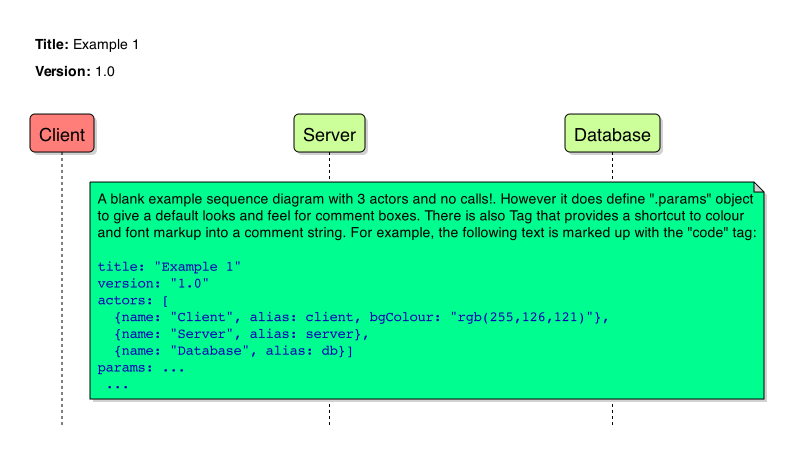 Title: Example 1
Version: 1.0
Client
Server
Database
A blank example sequence diagram with 3 actors and no calls!. However it does define ".params" object
to give a default looks and feel for comment boxes. There is also Tag that provides a shortcut to colour
and font markup into a comment string. For example, the following text is marked up with the "code" tag:
title: "Example 1"
version: "1.0"
actors: [
  {name: "Client", alias: client, bgColour: "rgb(255,126,121)"},
  {name: "Server", alias: server},
  {name: "Database", alias: db}]
params: ...
 ...